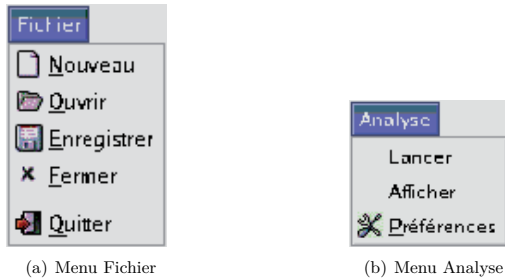 Fichier
Nouveau
Ouvrir
Enregistrer
Fermer
Quitter
Analyse
Lancer
Afficher
Préférences
(a) Menu Fichier
(b) Menu Analyse